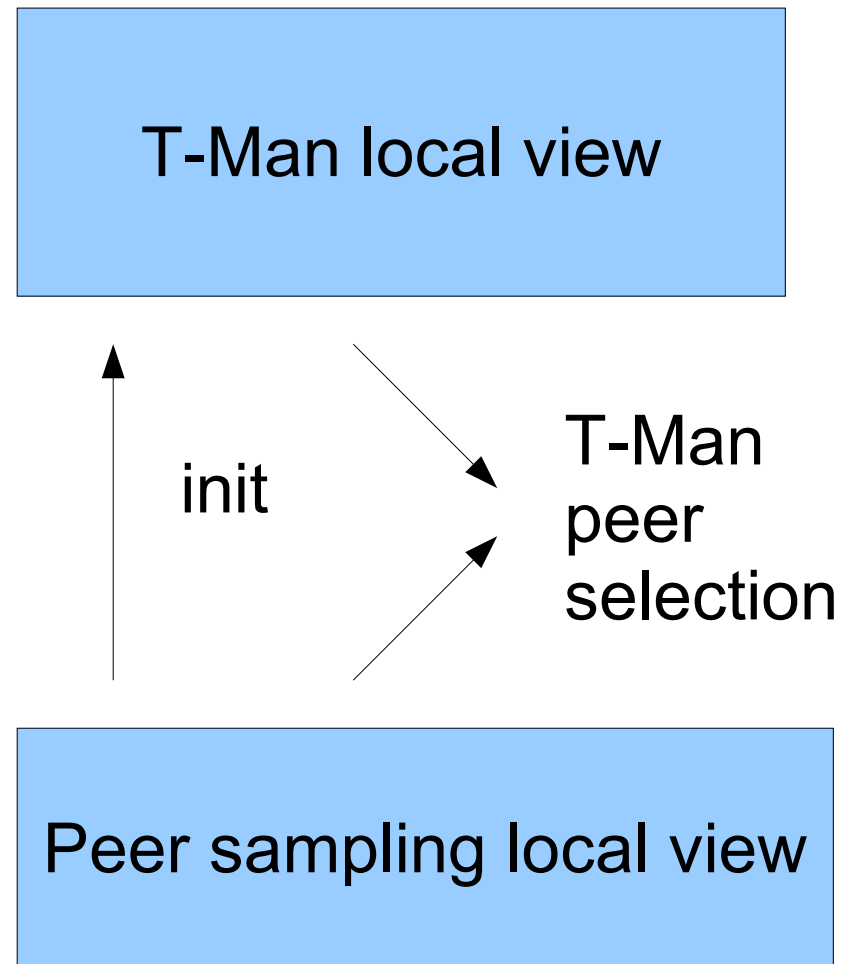 T-Man local view
init
T-Man
peer
selection
Peer sampling local view